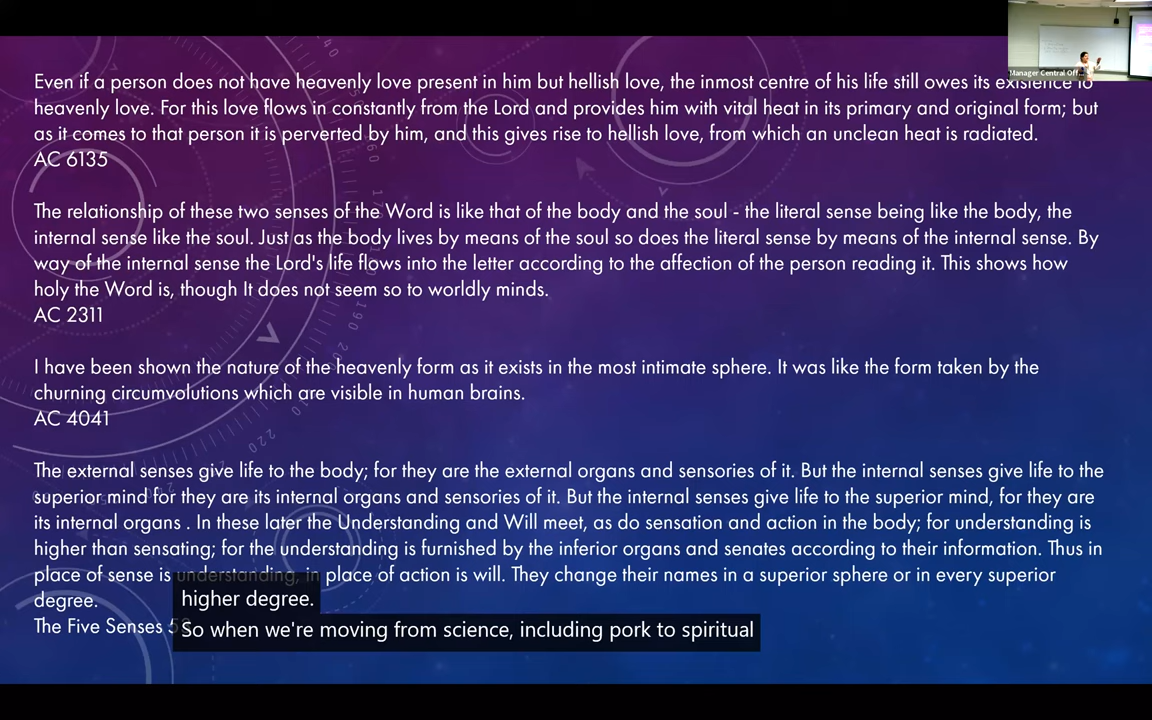 Even if a person does not have heavenly love present in him but hellish love, the inmost centre of his life still owes its existence to
heavenly love. For this love flows in constantly from the Lord and provides him with vital heat in its primary and original form; but
as it comes to that person it is perverted by him, and this gives rise to hellish love, from which an unclean heat is radiated.
AC 6135
The relationship of these two senses of the Word is like that of the body and the soul - the literal sense being like the body, the
internal sense like the soul. Just as the body lives by means of the soul so does the literal sense by means of the internal sense. By
way of the internal sense the Lord's life flows into the letter according to the affection of the person reading it. This shows how
holy the Word is, though It does not seem so to worldly minds.
AC 2311
I have been shown the nature of the heavenly form as it exists in the most intimate sphere. It was like the form taken by the
churning circumvolutions which are visible in human brains.
AC 4041
The external senses give life to the body; for they are the external organs and sensories of it. But the internal senses give life to the
superior mind for they are its internal organs and sensories of it. But the internal senses give life to the superior mind, for they are
its internal organs . In these later the Understanding and Will meet, as do sensation and action in the body; for understanding is
higher than sensating; for the understanding is furnished by the inferior organs and senates according to their information. Thus in
place of sense is understanding, in place of action is will. They change their names in a superior sphere or in every superior
degree.
The Five Senses
higher degree.
So when we're moving from science, including pork to spiritual
Manager Central Off...